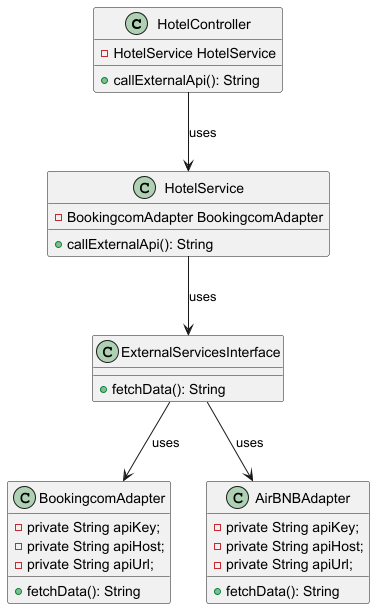 C HotelController
HotelService HotelService
callExternalApi(): String
uses
C HotelService
BookingcomAdapter BookingcomAdapter
callExternalApi(): String
uses
C ExternalServicesInterface
fetchData(): String
uses
uses
C BookingcomAdapter
private String apiKey;
private String apiHost;
private String apiUrl;
fetchData(): String
C AirBNBAdapter
private String apiKey;
private String apiHost;
private String apiUrl;
fetchData(): String